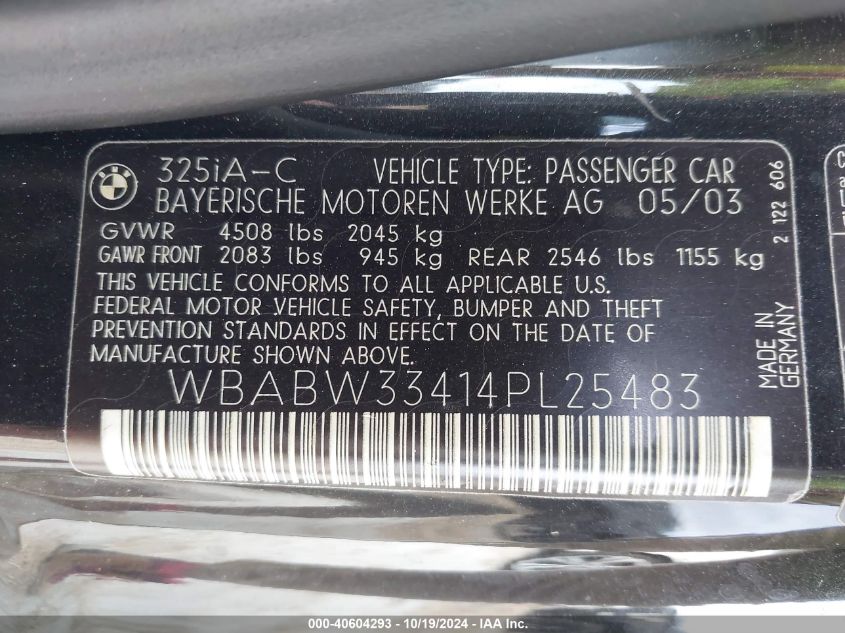 BMW
325iA-C VEHICLE TYPE: PASSENGER CAR
BAYERISCHE MOTOREN WERKE AG 05/03
GVWR 4508 lbs 2045 kg
GAWR FRONT 2083 lbs 945 kg REAR 2546 lbs 1155 kg
THIS VEHICLE CONFORMS TO ALL APPLICABLE U.S.
FEDERAL MOTOR VEHICLE SAFETY, BUMPER AND THEFT
PREVENTION STANDARDS IN EFFECT ON THE DATE OF
MANUFACTURE SHOWN ABOVE.
WBABW33414PL25483
2 122 606
MADE IN
GERMANY
000-40604293 - 10/19/2024 - IAA Inc.